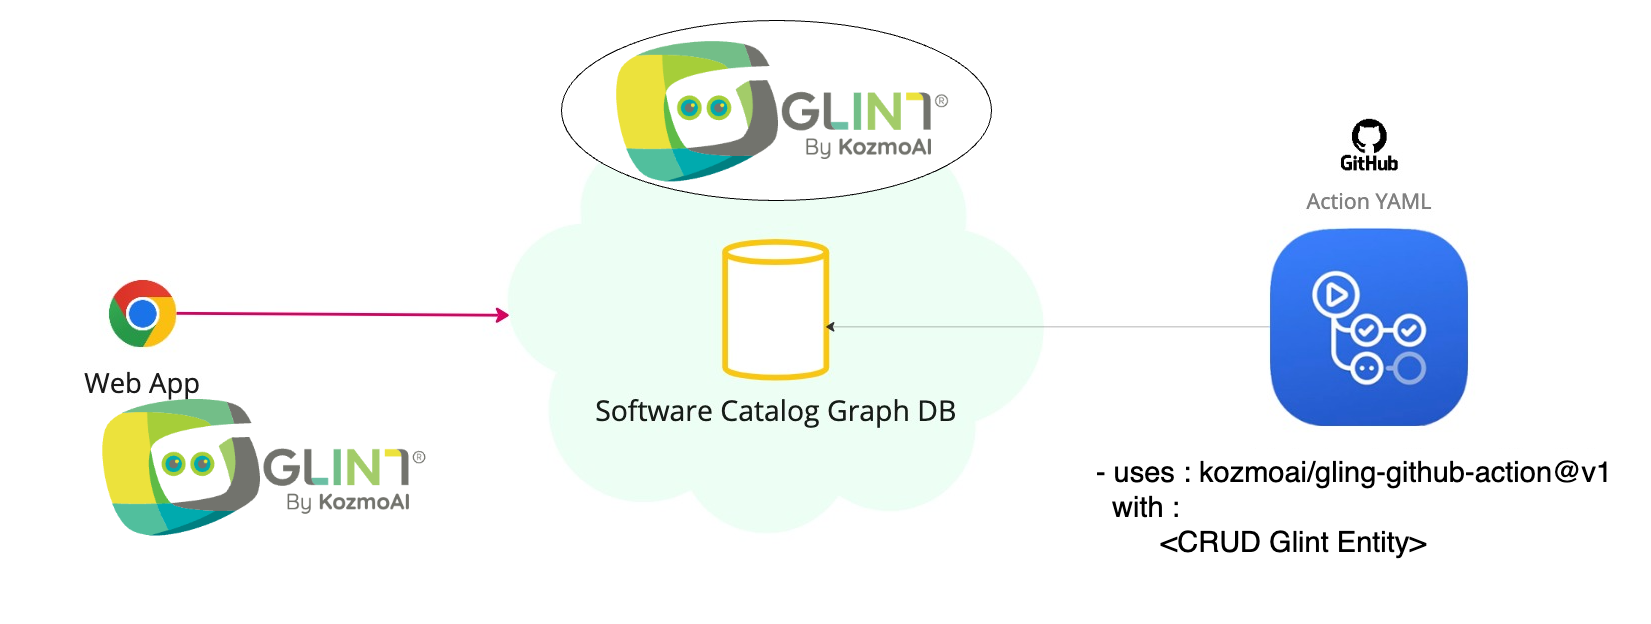 GLINT®
By KozmoAI
GitHub
Action YAML
Web App
Software Catalog Graph DB
GLINT®
By KozmoAI
- uses : kozmoai/gling-github-action@v1
with :
<CRUD Glint Entity>